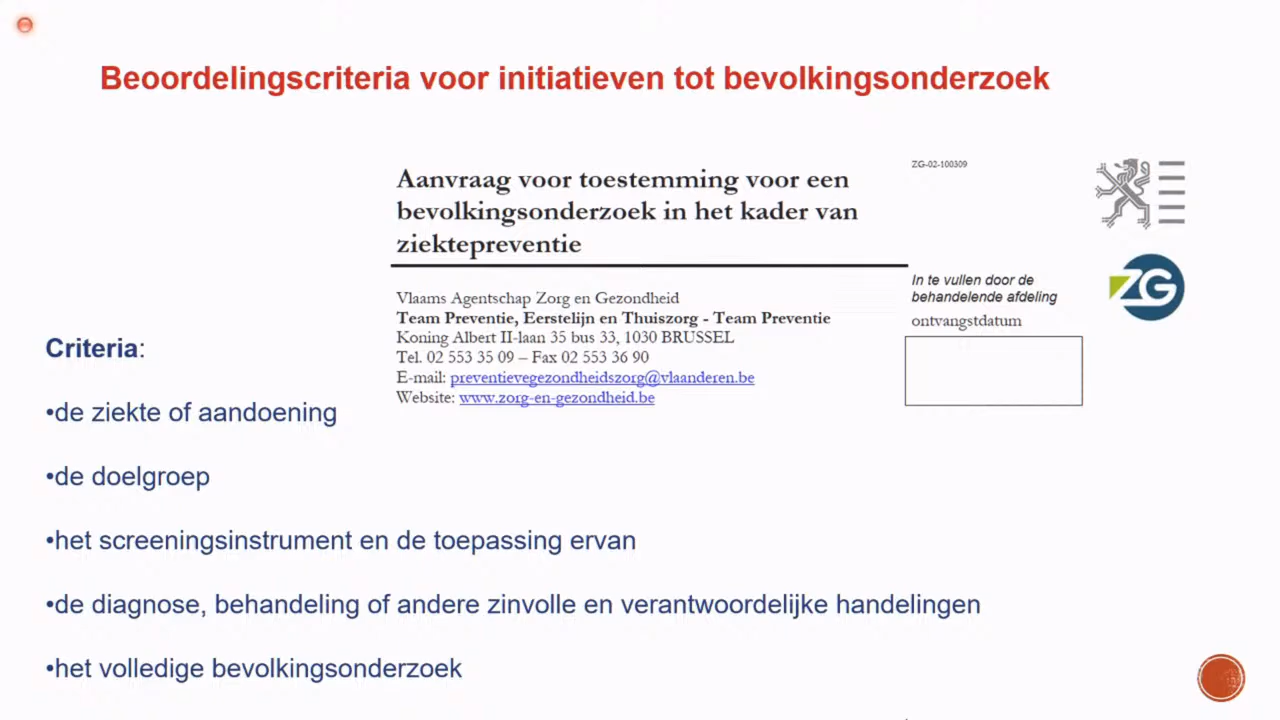 Beoordelingscriteria voor initiatieven tot bevolkingsonderzoek
Aanvraag voor toestemming voor een
bevolkingsonderzoek in het kader van
ziektepreventie
ZG-02-100309
Vlaams Agentschap Zorg en Gezondheid
Team Preventie, Eerstelijn en Thuiszorg - Team Preventie
Koning Albert II-laan 35 bus 33, 1030 BRUSSEL
Tel. 02 553 35 09 – Fax 02 553 36 90
E-mail: preventievegezondheidszorg@vlaanderen.be
Website: www.zorg-en-gezondheid.be
In te vullen door de
behandelende afdeling
ontvangstdatum
ZG
Criteria:
•de ziekte of aandoening
•de doelgroep
•het screeningsinstrument en de toepassing ervan
•de diagnose, behandeling of andere zinvolle en verantwoordelijke handelingen
•het volledige bevolkingsonderzoek